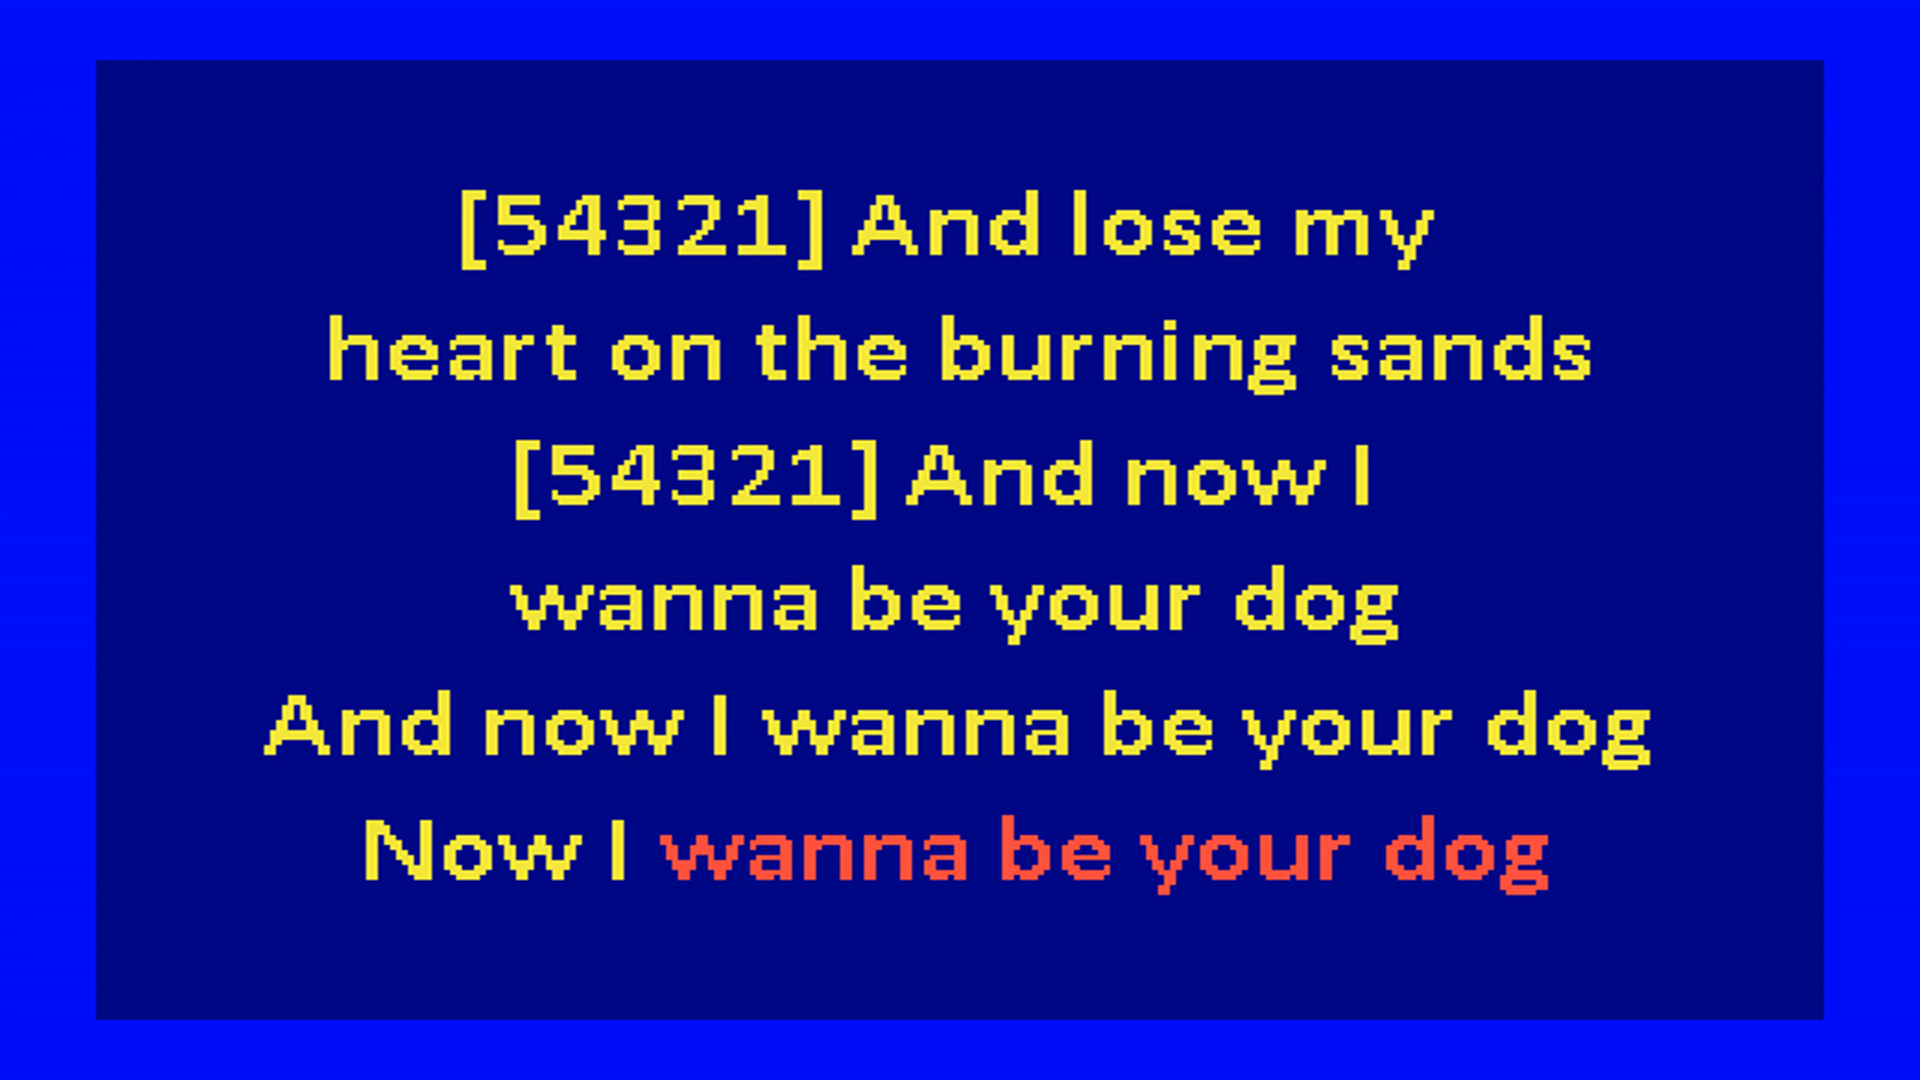 [54321] And lose my
heart on the burning sands
[54321] And now I
wanna be your dog
And now I wanna be your dog
Now I wanna be your dog